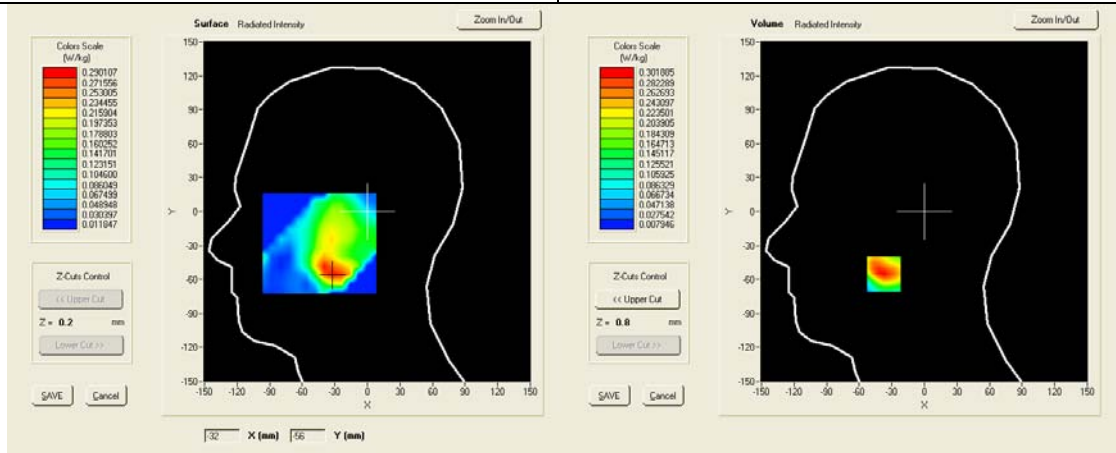 Surface Radiated Intensity
Zoom In/Out
Colors Scale
(W/kg)
0.290107
0.271556
0.253005
0.234455
0.215904
0.197353
0.178803
0.160252
0.141701
0.123151
0.104600
0.086049
0.067499
0.048948
0.030397
0.011847
Z-Cuts Control
<< Upper Cut
Z = 0.2 mm
Lower Cut >>
SAVE Cancel
150
120
90
60
30
0
-30
-60
-90
-120
-150
Y
-150 -120 -90 -60 -30 0 30 60 90 120 150
X
-32 X (mm) -56 Y (mm)
Volume Radiated Intensity
Zoom In/Out
Colors Scale
(W/kg)
0.301885
0.282289
0.262693
0.243097
0.223501
0.203905
0.184309
0.164713
0.145117
0.125521
0.105925
0.086329
0.066734
0.047138
0.027542
0.007946
Z-Cuts Control
<< Upper Cut
Z = 0.8 mm
Lower Cut >>
SAVE Cancel
150
120
90
60
30
0
-30
-60
-90
-120
-150
Y
-150 -120 -90 -60 -30 0 30 60 90 120 150
X